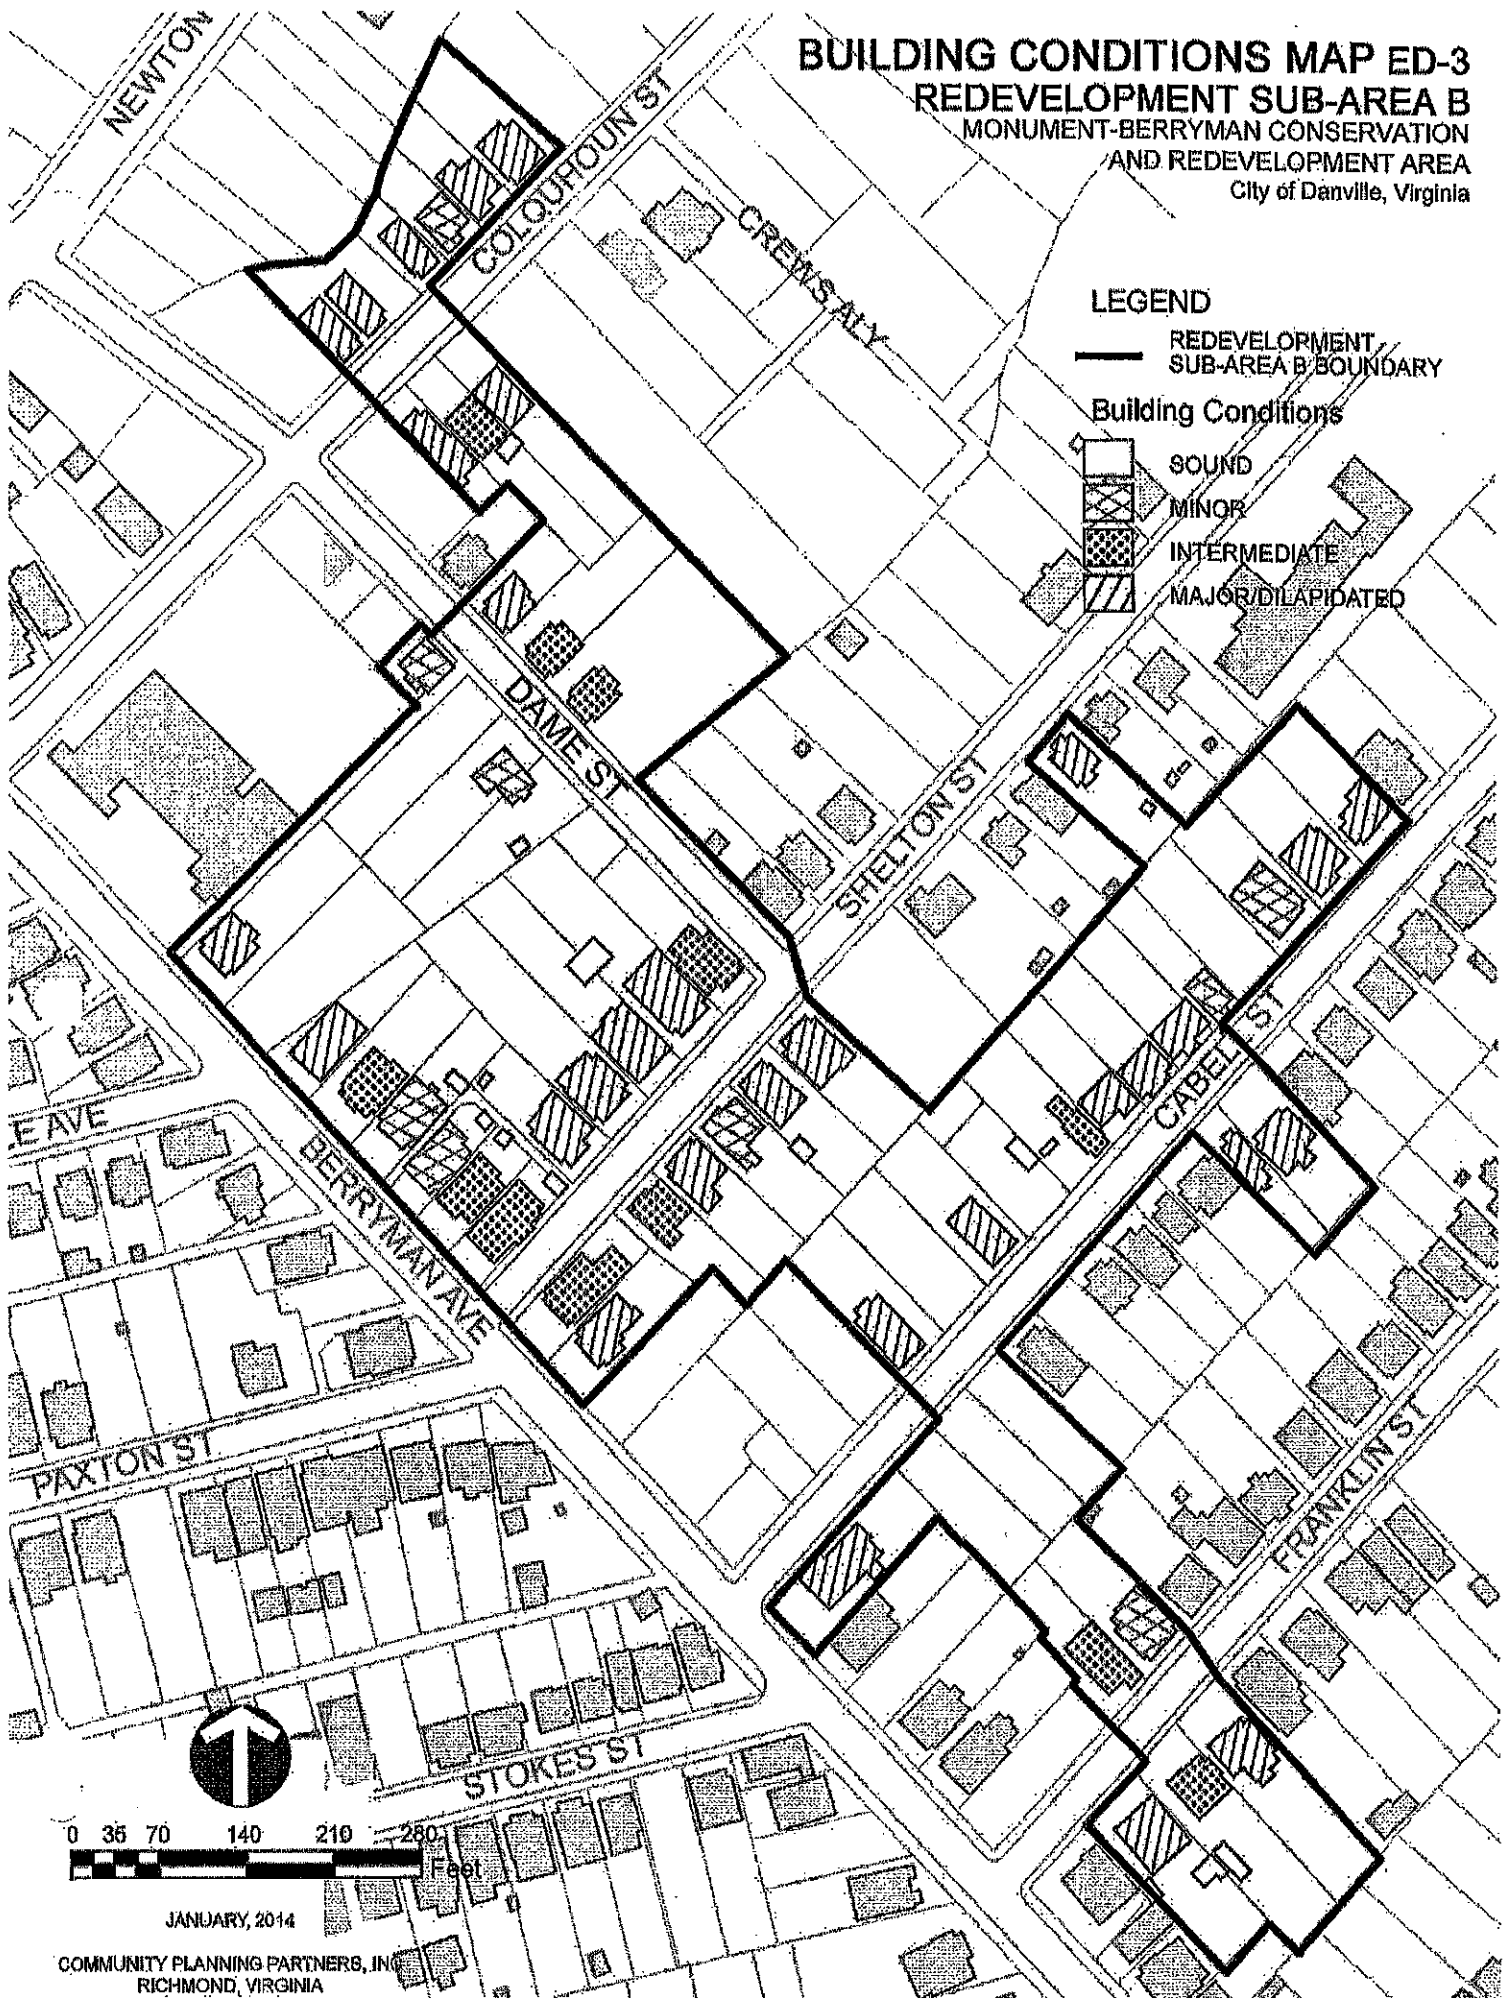 BUILDING CONDITIONS MAP ED-3
REDEVELOPMENT SUB-AREA B
MONUMENT-BERRYMAN CONSERVATION
AND REDEVELOPMENT AREA
City of Danville, Virginia
NEWTON
COLQUHOUN ST
CREWS ALY
LEGEND
REDEVELOPMENT
SUB-AREA B BOUNDARY
Building Conditions
SOUND
MINOR
INTERMEDIATE
MAJOR/DILAPIDATED
DAME ST
SHELTON ST
CABELL ST
LE AVE
BERRYMAN AVE
PAXTON ST
FRANKLIN ST
STOKES ST
0 35 70 140 210 280
Feet
JANUARY, 2014
COMMUNITY PLANNING PARTNERS, INC
RICHMOND, VIRGINIA